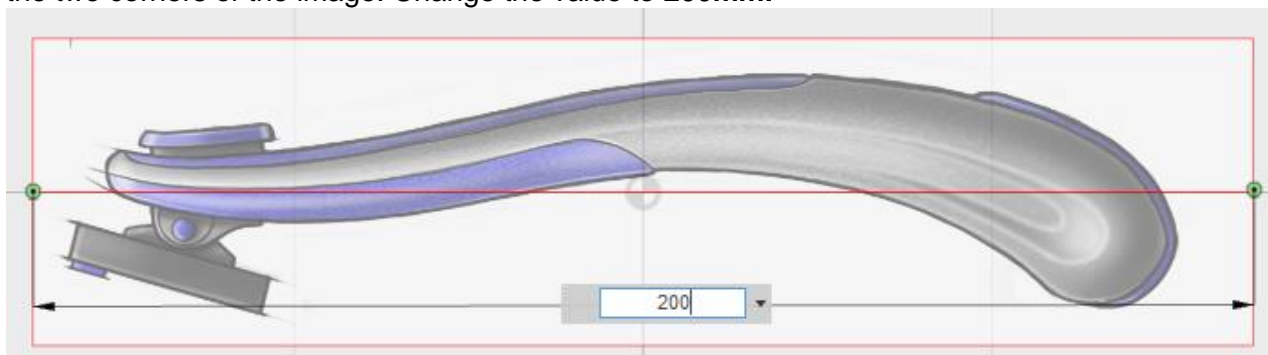 the two corners of the image. Change the value to 200mm.
200